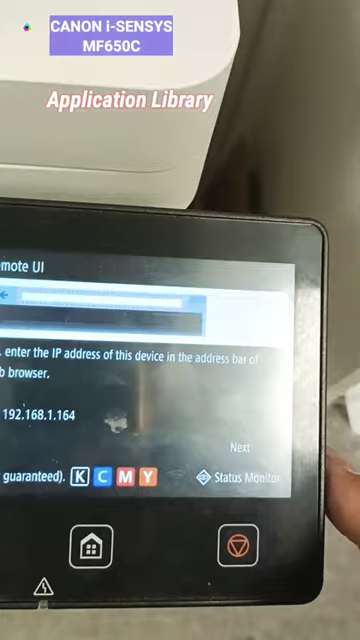 CANON i-SENSYS
MF650C
Application Library
mote UI
enter the IP address of this device in the address bar of
b browser.
192.168.1.164
Next
guaranteed). K C M Y Status Monitor